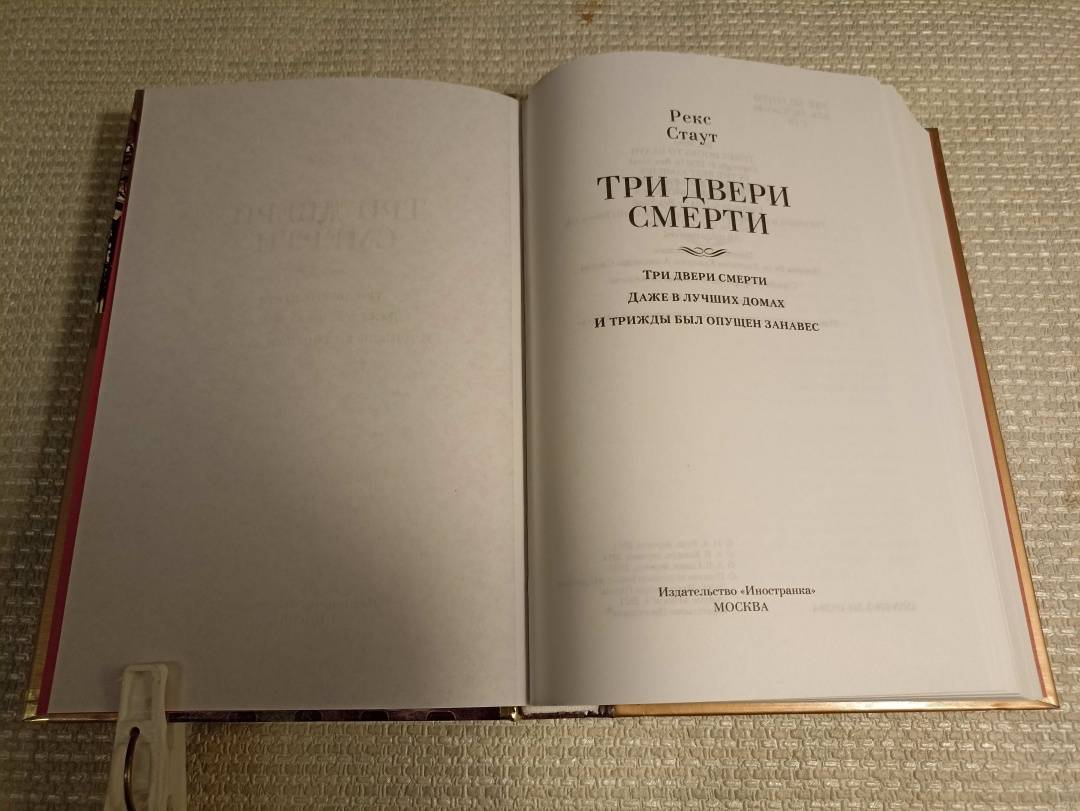 Рекс
Стаут
ТРИ ДВЕРИ
СМЕРТИ
ТРИ ДВЕРИ СМЕРТИ
ДАЖЕ В ЛУЧШИХ ДОМАХ
И ТРИЖДЫ БЫЛ ОПУЩЕН ЗАНАВЕС
Издательство «Иностранка»
МОСКВА